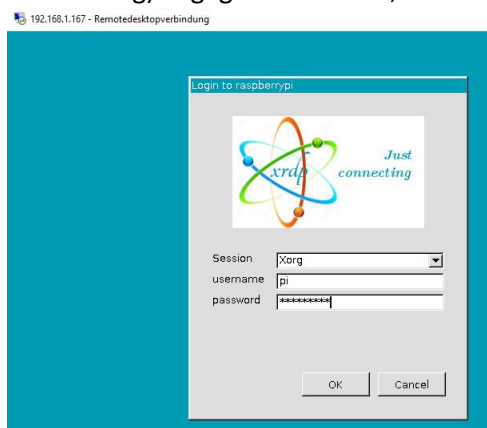 192.168.1.167 - Remotedesktopverbindung
Login to raspberrypi
Just
xrdp connecting
Session Xorg
username pi
password *********
OK Cancel